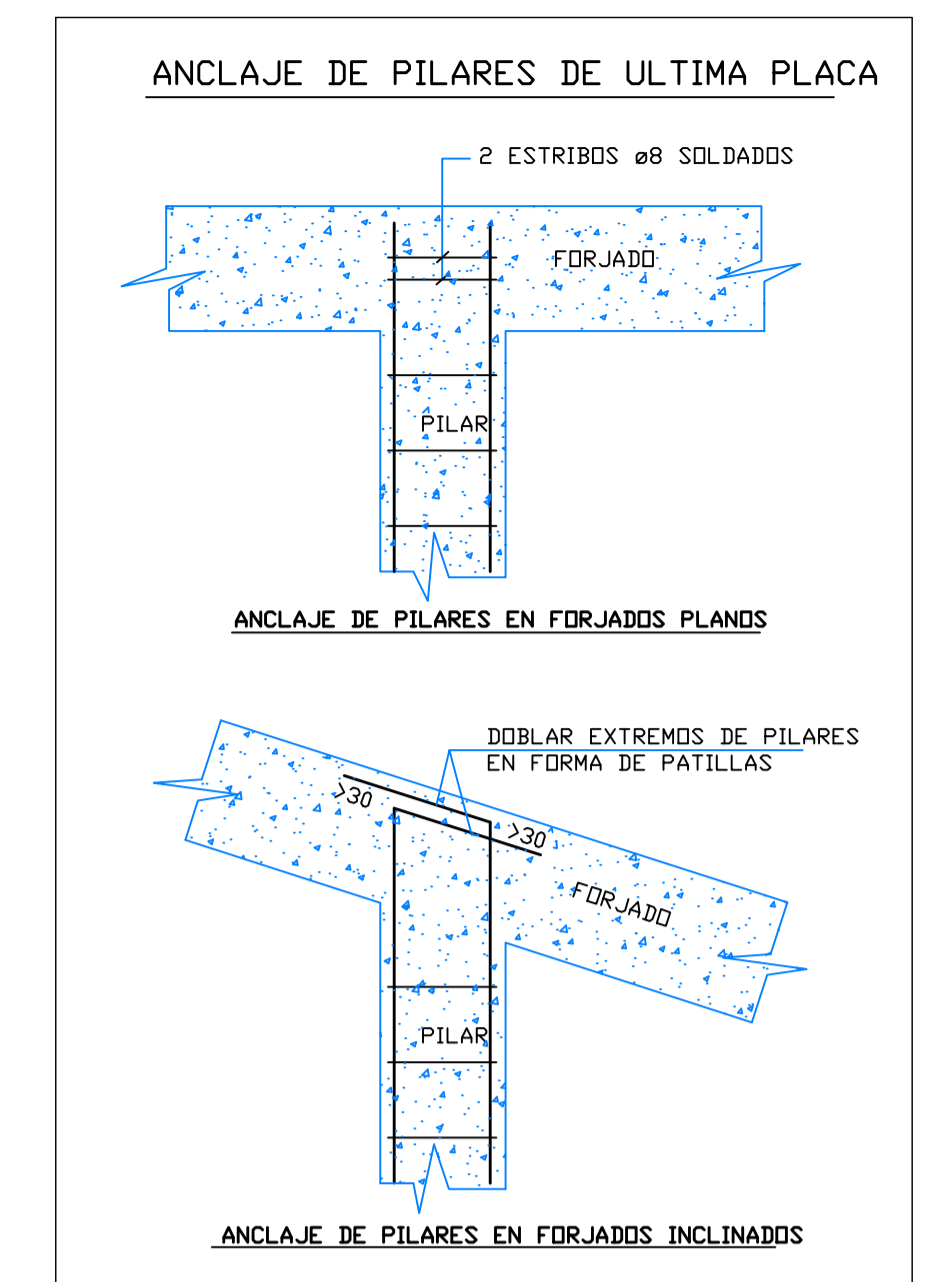 ANCLAJE DE PILARES DE ULTIMA PLACA
2 ESTRIBOS ø8 SOLDADOS
FORJADO
PILAR
ANCLAJE DE PILARES EN FORJADOS PLANOS
DOBLAR EXTREMOS DE PILARES
EN FORMA DE PATILLAS
>30
>30
FORJADO
PILAR
ANCLAJE DE PILARES EN FORJADOS INCLINADOS